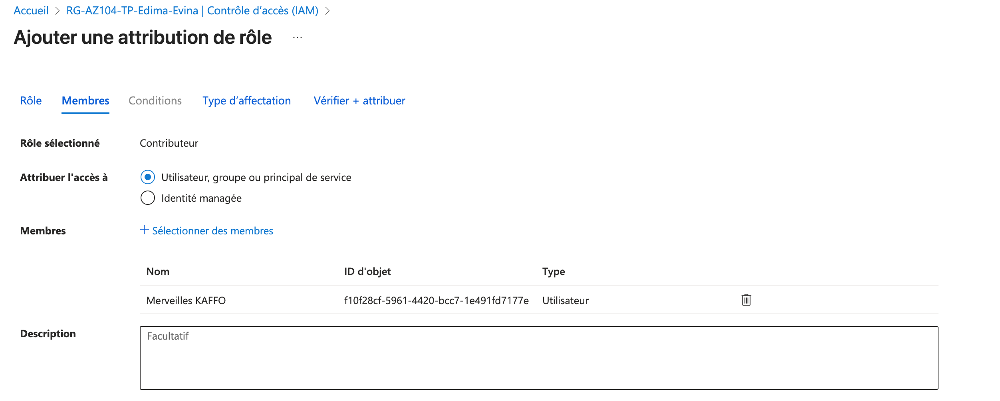 Accueil > RG-AZ104-TP-Edima-Evina | Contrôle d’accès (IAM) >
Ajouter une attribution de rôle ...
Rôle Membres Conditions Type d’affectation Vérifier + attribuer
Rôle sélectionné Contributeur
Attribuer l'accès à Utilisateur, groupe ou principal de service
Identité managée
Membres + Sélectionner des membres
Nom ID d'objet Type
Merveilles KAFFO f10f28cf-5961-4420-bcc7-1e491fd7177e Utilisateur
Description Facultatif